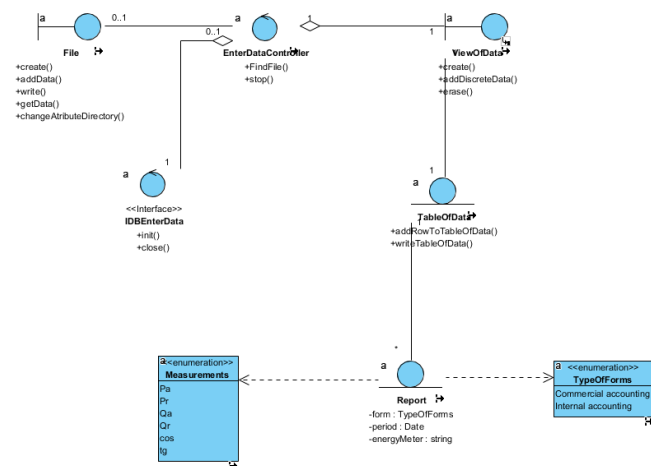 a
File
+create()
+addData()
+write()
+getData()
+changeAtributeDirectory()
0..1
0..1
a
EnterDataController
+FindFile()
+stop()
1
1
a
ViewOfData
+create()
+addDiscreteData()
+erase()
1
a
<<Interface>>
IDBEnterData
+init()
+close()
1
a
TableOfData
1
+addRowToTableOfData()
+writeTableOfData()
*
a
Report
-form : TypeOfForms
-period : Date
-energyMeter : string
a
<<enumeration>>
Measurements
Pa
Pr
Qa
Qr
cos
tg
a
<<enumeration>>
TypeOfForms
Commercial accounting
Internal accounting